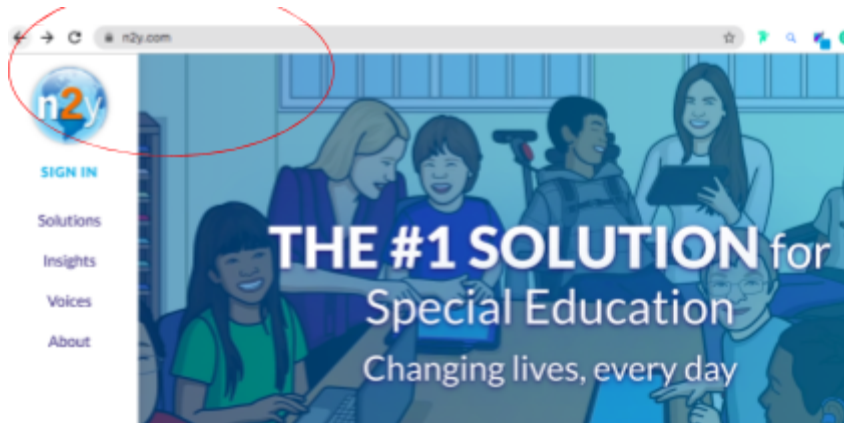 n2y.com
n2y
SIGN IN
Solutions
Insights
Voices
About
THE #1 SOLUTION for
Special Education
Changing lives, every day